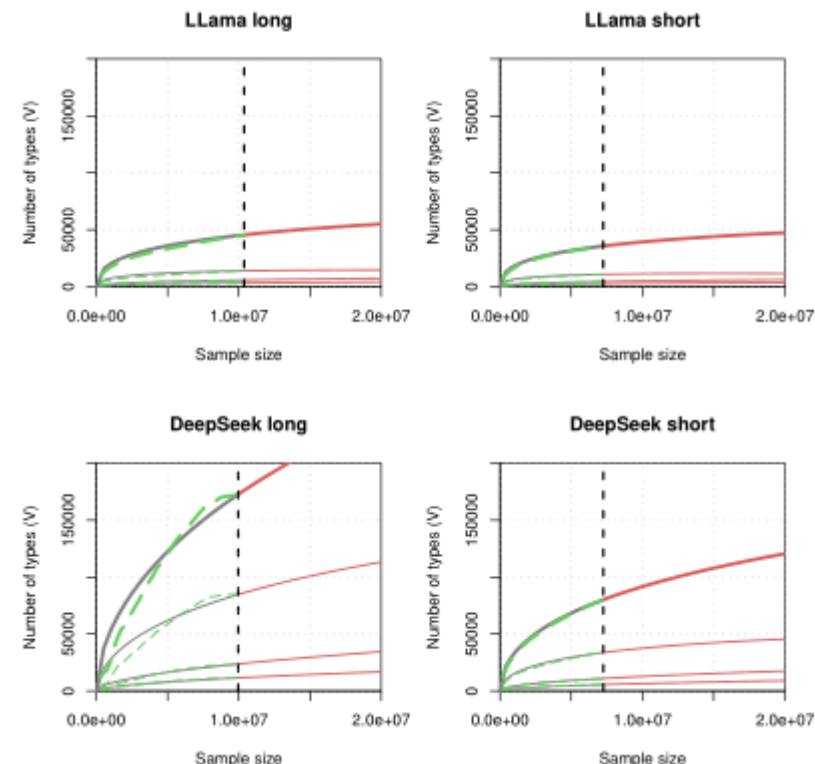 LLama long
LLama short
Number of types (V)
0
50000
150000
0.0e+00
1.0e+07
2.0e+07
Sample size
Number of types (V)
0
50000
150000
0.0e+00
1.0e+07
2.0e+07
Sample size
DeepSeek long
DeepSeek short
Number of types (V)
0
50000
150000
0.0e+00
1.0e+07
2.0e+07
Sample size
Number of types (V)
0
50000
150000
0.0e+00
1.0e+07
2.0e+07
Sample size